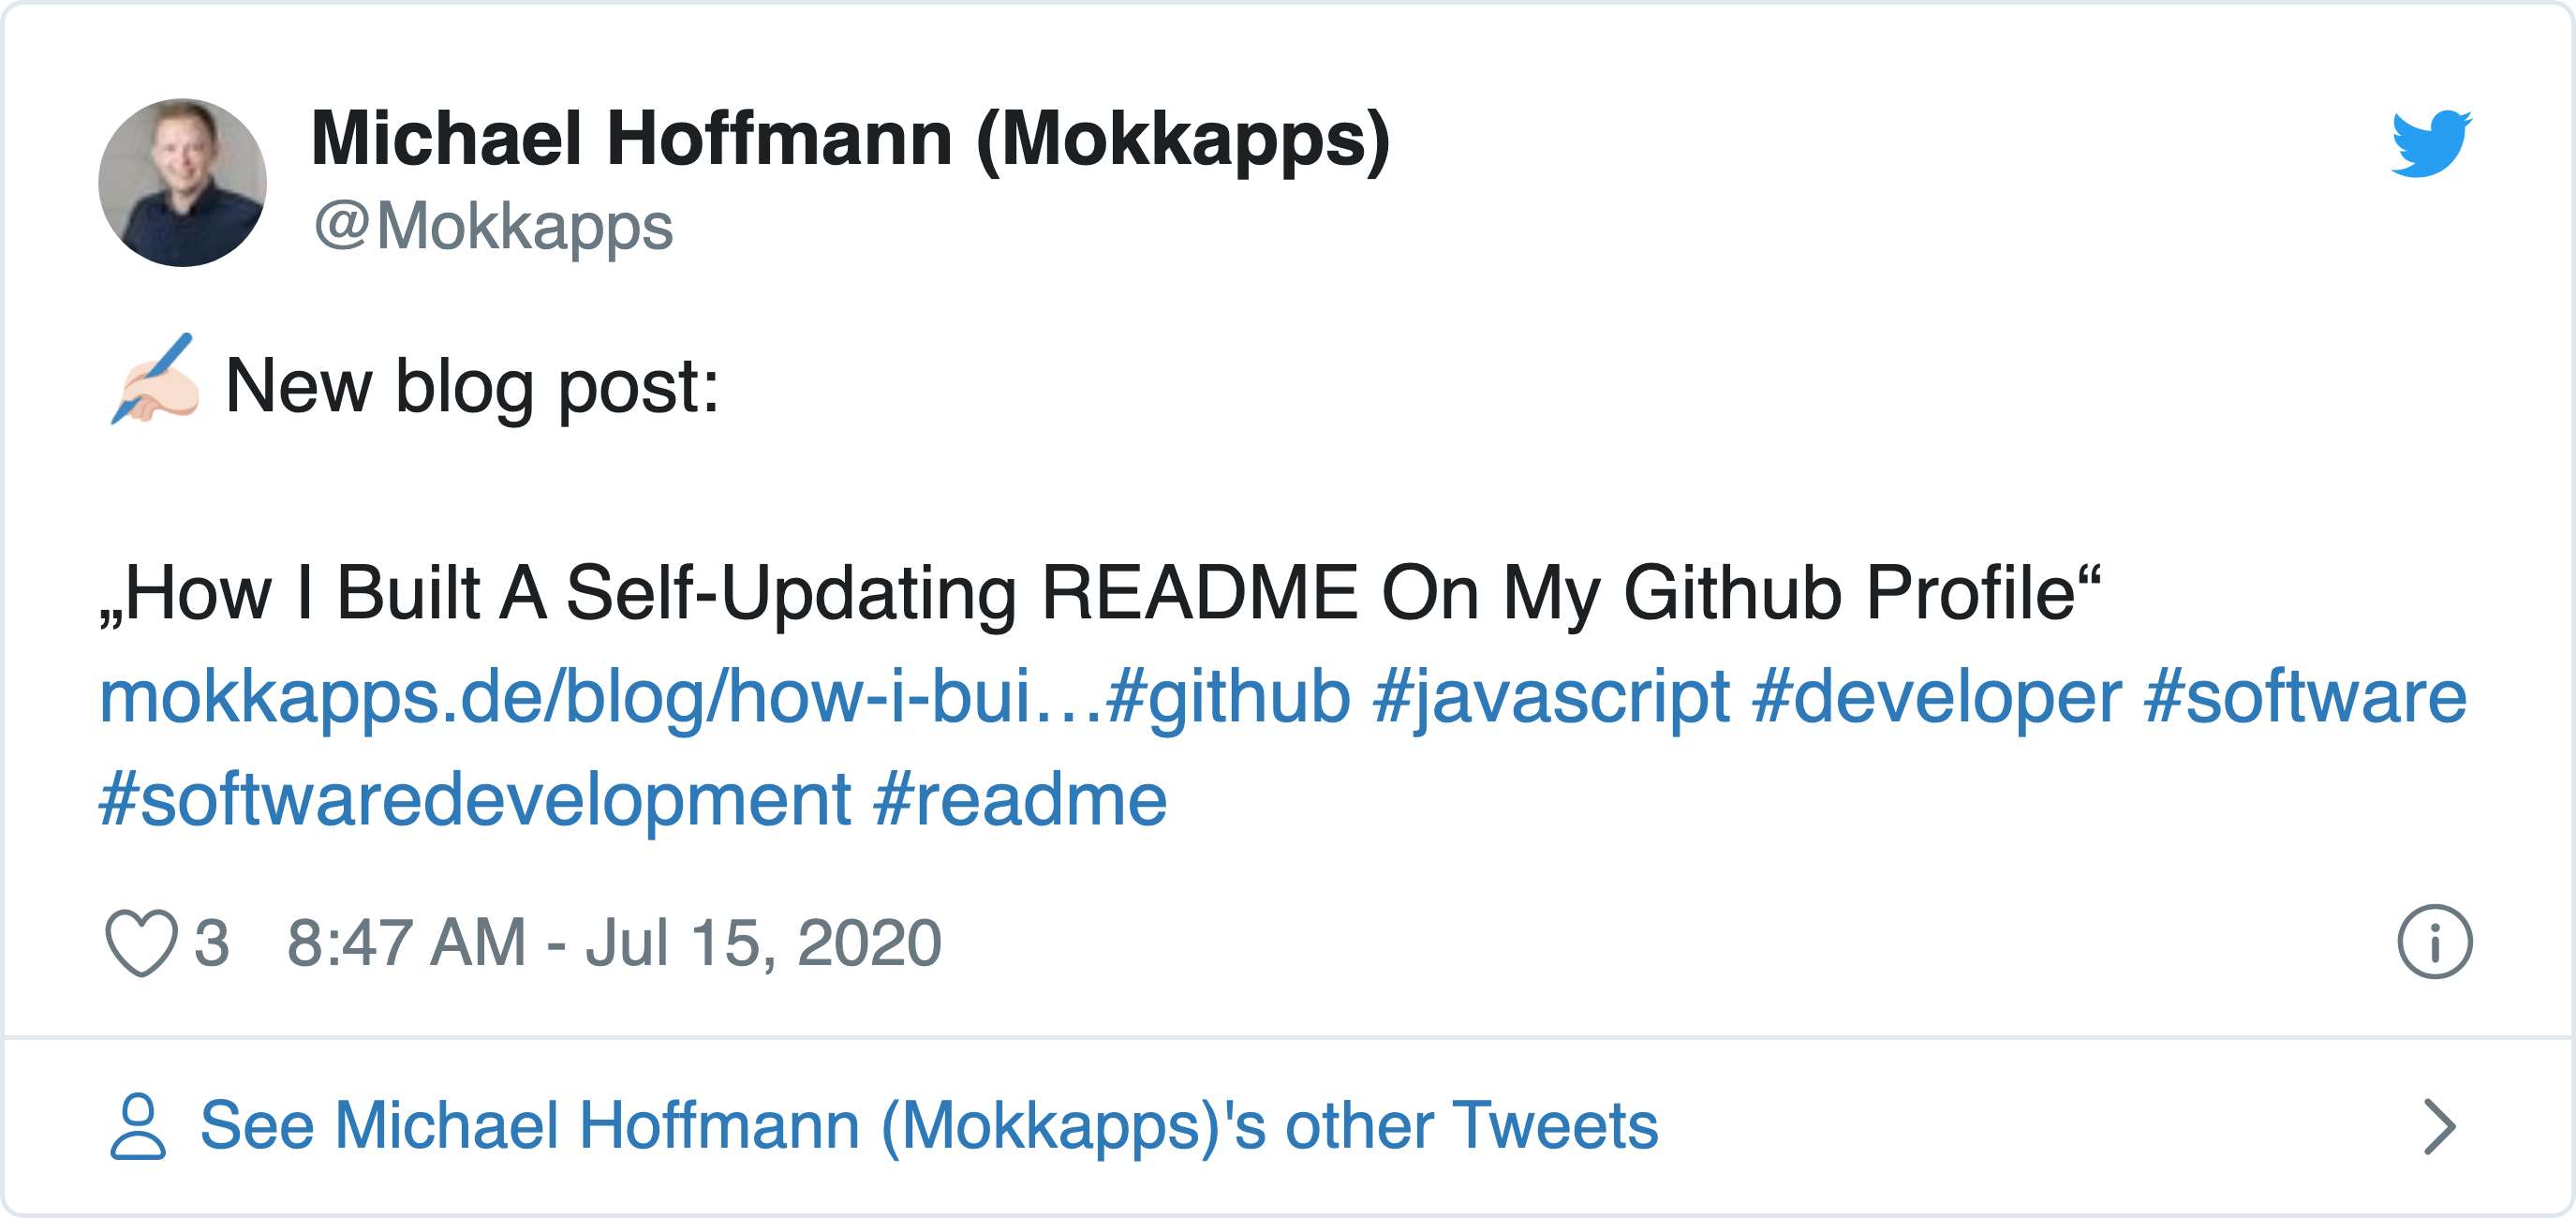 Michael Hoffmann (Mokkapps)
@Mokkapps
✍🏻 New blog post:
„How I Built A Self-Updating README On My Github Profile“
mokkapps.de/blog/how-i-bui…#github #javascript #developer #software
#softwaredevelopment #readme
3 8:47 AM - Jul 15, 2020
See Michael Hoffmann (Mokkapps)'s other Tweets